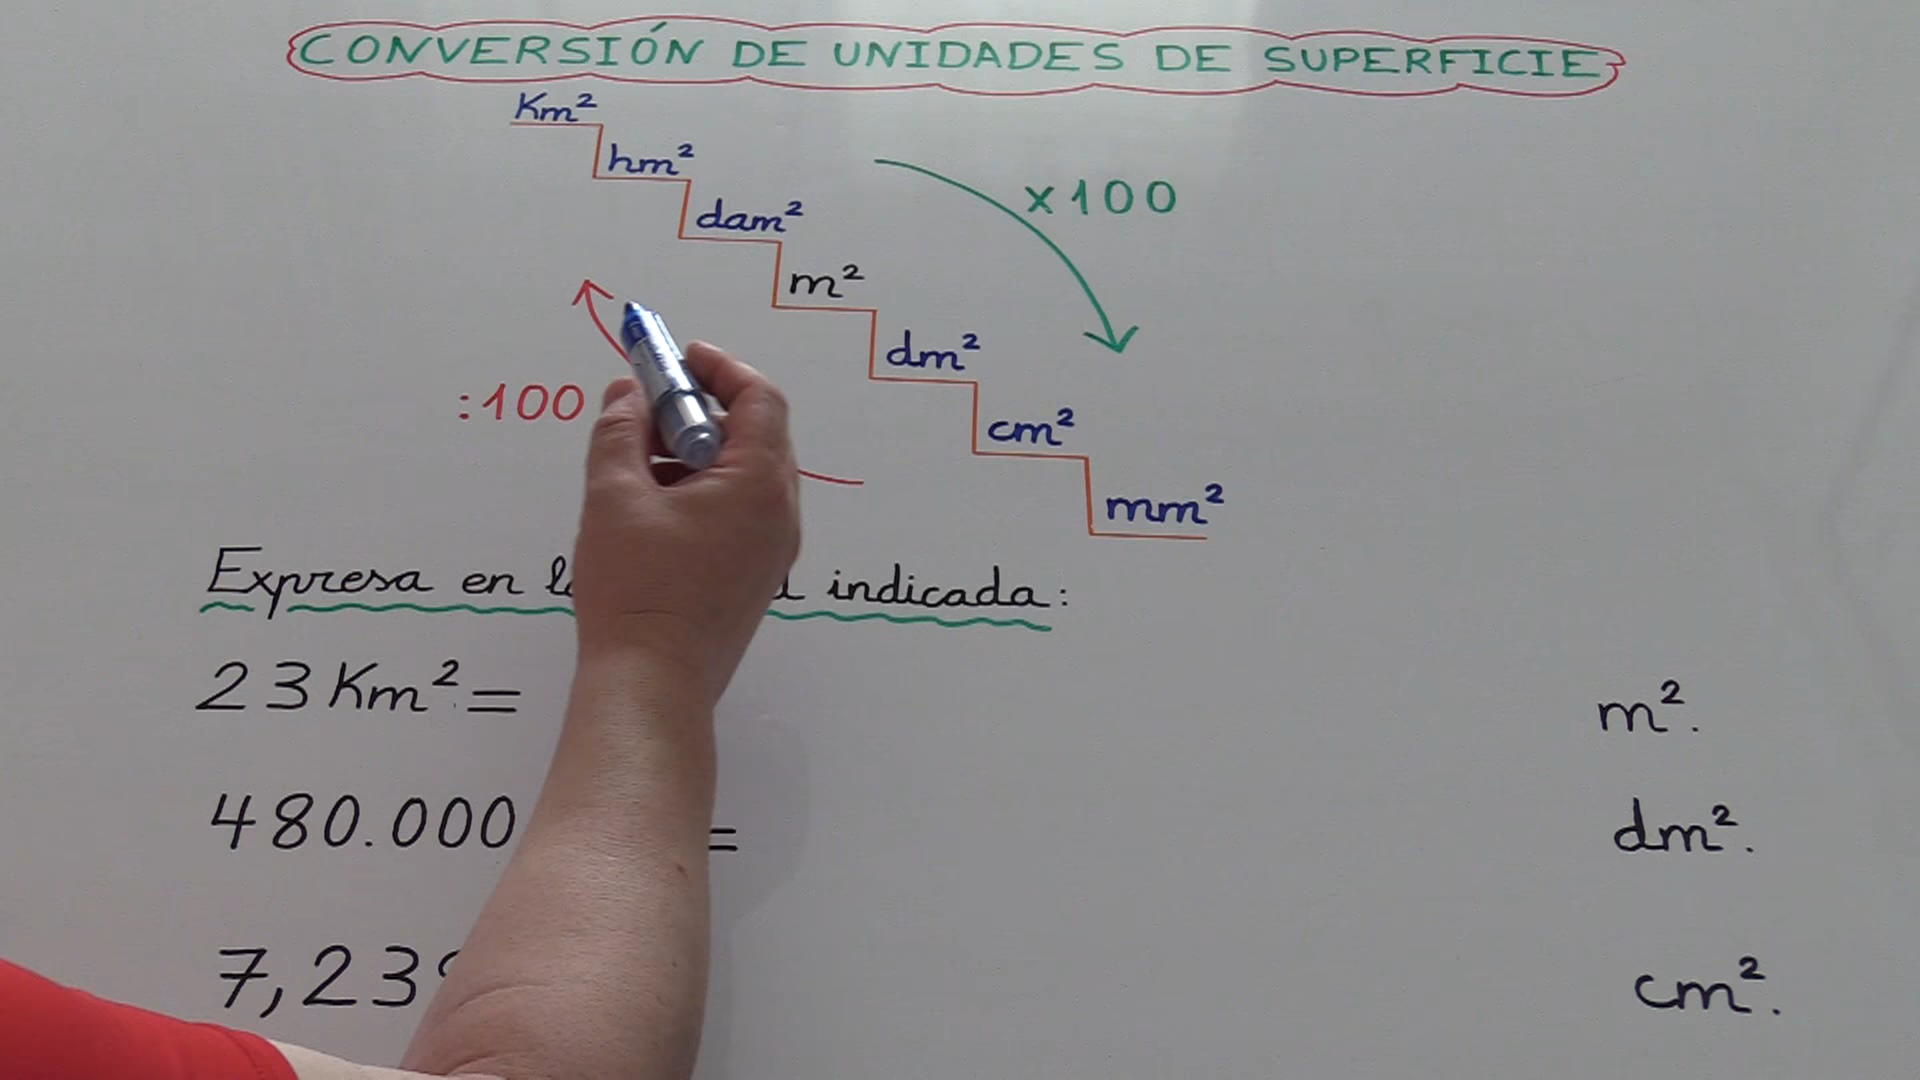 CONVERSIÓN DE UNIDADES DE SUPERFICIE
Km²
hm²
dam²
m²
dm²
cm²
mm²
x100
:100
Expresa en indicada:
23 Km² = m².
480.000 = dm².
7,23 cm².